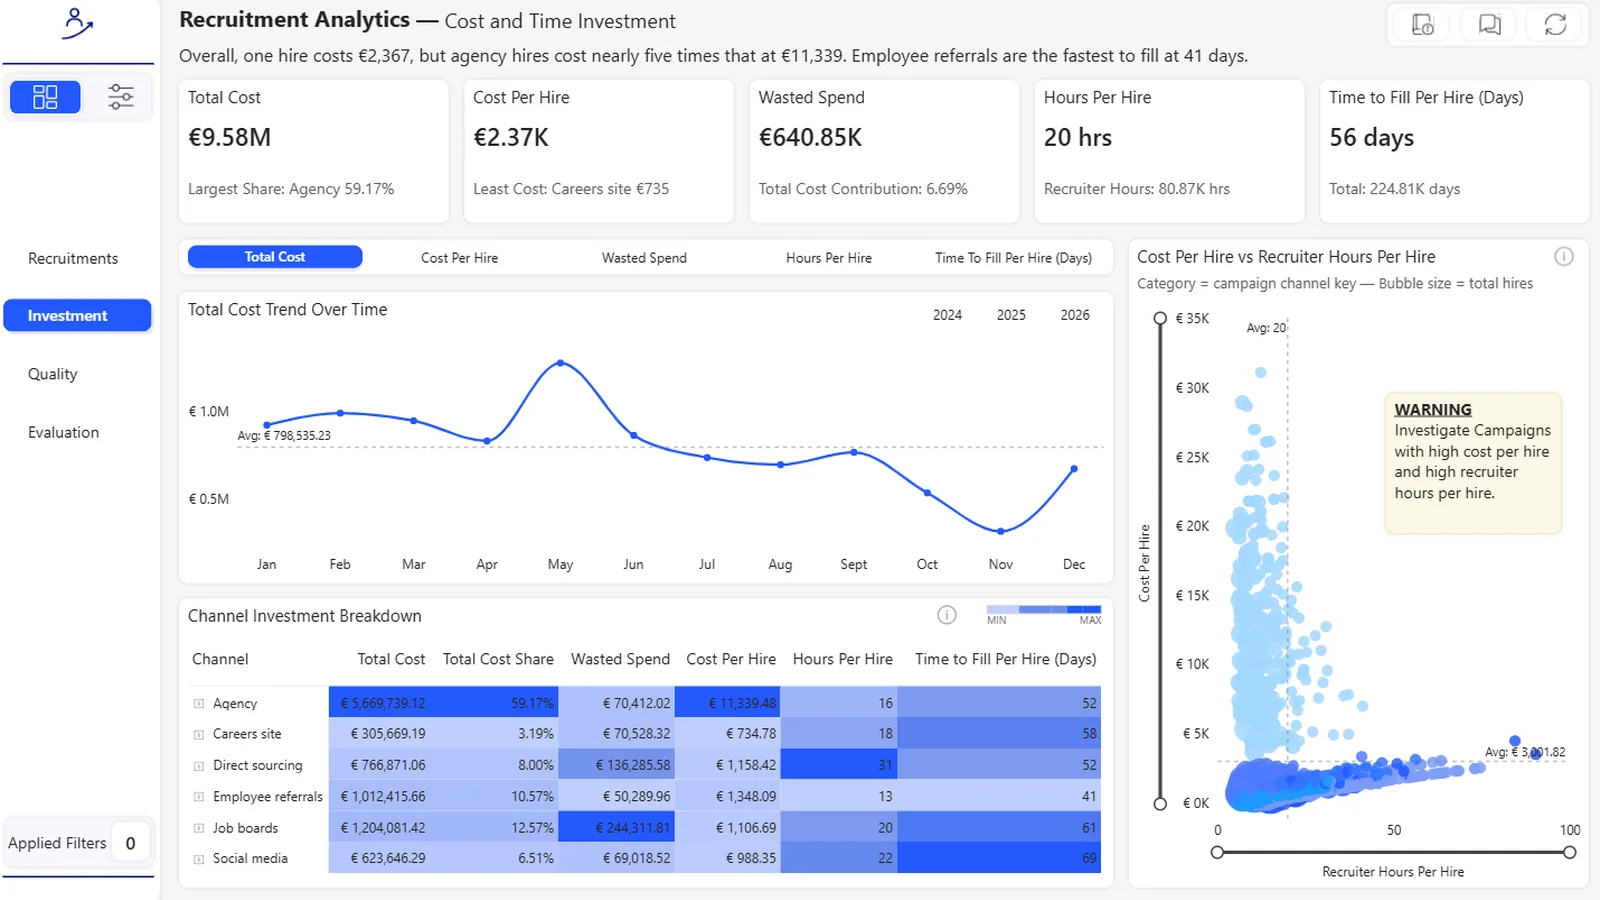 Recruitment Analytics — Cost and Time Investment
Overall, one hire costs €2,367, but agency hires cost nearly five times that at €11,339. Employee referrals are the fastest to fill at 41 days.
Total Cost
€9.58M
Largest Share: Agency 59.17%
Cost Per Hire
€2.37K
Least Cost: Careers site €735
Wasted Spend
€640.85K
Total Cost Contribution: 6.69%
Hours Per Hire
20 hrs
Recruiter Hours: 80.87K hrs
Time to Fill Per Hire (Days)
56 days
Total: 224.81K days
Recruitments
Investment
Quality
Evaluation
Applied Filters 0
Total Cost Cost Per Hire Wasted Spend Hours Per Hire Time To Fill Per Hire (Days)
Total Cost Trend Over Time
2024 2025 2026
€ 1.0M
Avg: € 798,535.23
€ 0.5M
Jan Feb Mar Apr May Jun Jul Aug Sept Oct Nov Dec
Channel Investment Breakdown
MIN MAX
Channel Total Cost Total Cost Share Wasted Spend Cost Per Hire Hours Per Hire Time to Fill Per Hire (Days)
Agency € 5,669,739.12 59.17% € 70,412.02 € 11,339.48 16 52
Careers site € 305,669.19 3.19% € 70,528.32 € 734.78 18 58
Direct sourcing € 766,871.06 8.00% € 136,285.58 € 1,158.42 31 52
Employee referrals € 1,012,415.66 10.57% € 50,289.96 € 1,348.09 13 41
Job boards € 1,204,081.42 12.57% € 244,311.81 € 1,106.69 20 61
Social media € 623,646.29 6.51% € 69,018.52 € 988.35 22 69
Cost Per Hire vs Recruiter Hours Per Hire
Category = campaign channel key — Bubble size = total hires
€ 35K
Avg: 20
€ 30K
WARNING
Investigate Campaigns
with high cost per hire
and high recruiter
hours per hire.
€ 25K
€ 20K
€ 15K
€ 10K
€ 5K
Avg: € 3,001.82
€ 0K
Cost Per Hire
0 50 100
Recruiter Hours Per Hire